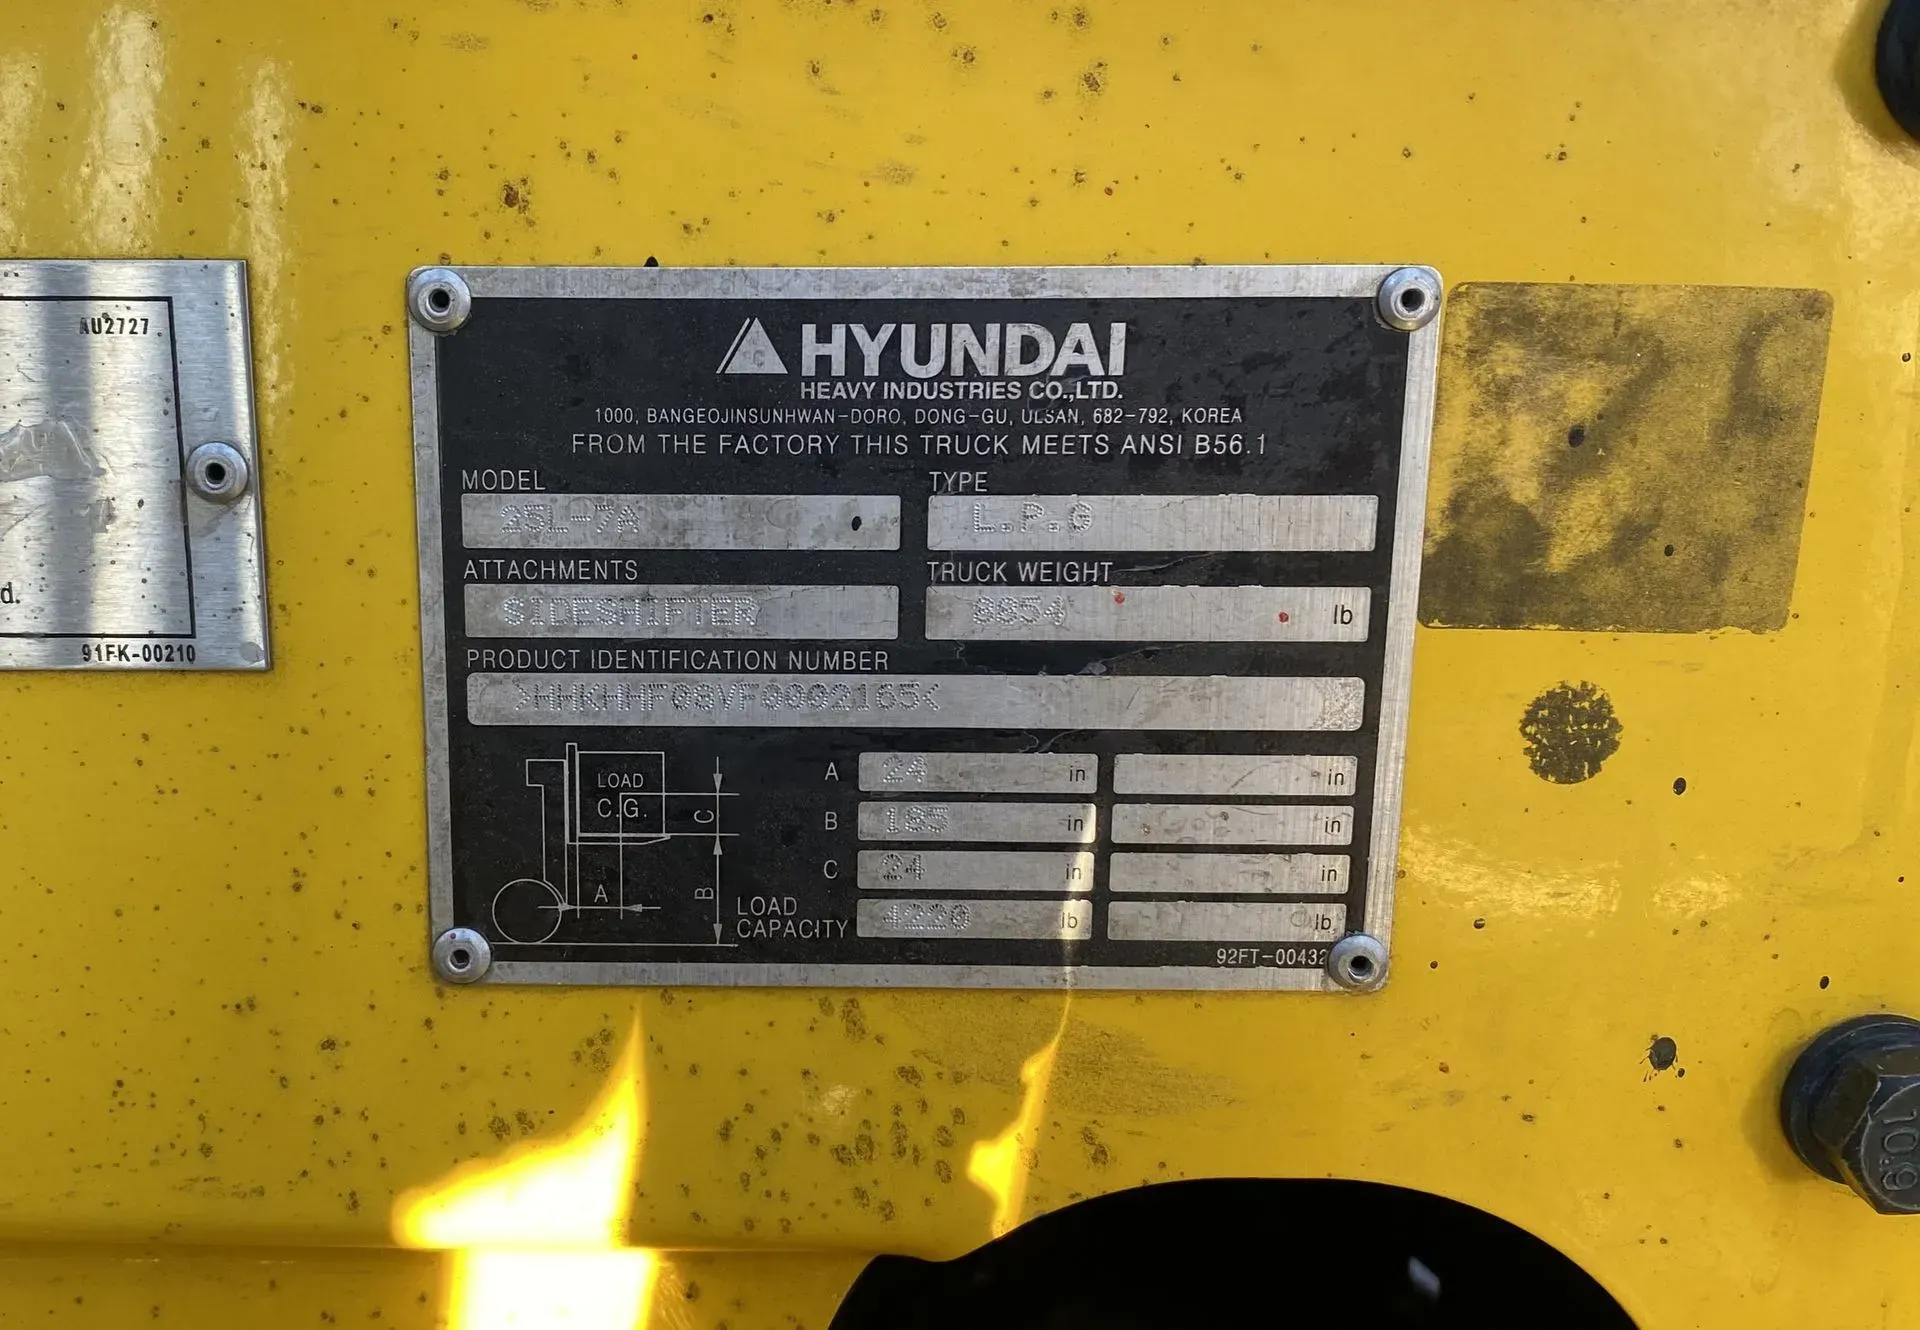 AU2727
d.
91FK-00210
HYUNDAI
HEAVY INDUSTRIES CO.,LTD.
1000, BANGEOJINSUNHWAN-DORO, DONG-GU, ULSAN, 682-792, KOREA
FROM THE FACTORY THIS TRUCK MEETS ANSI B56.1
MODEL TYPE
25L-7A L.P.G
ATTACHMENTS TRUCK WEIGHT
SIDESHIFTER 8854 lb
PRODUCT IDENTIFICATION NUMBER
>HHKHHF08VF0002165<
LOAD
C.G.
C
A
B
A 24 in in
B 185 in in
C 24 in in
LOAD
CAPACITY 4220 lb lb
92FT-00432
10.9